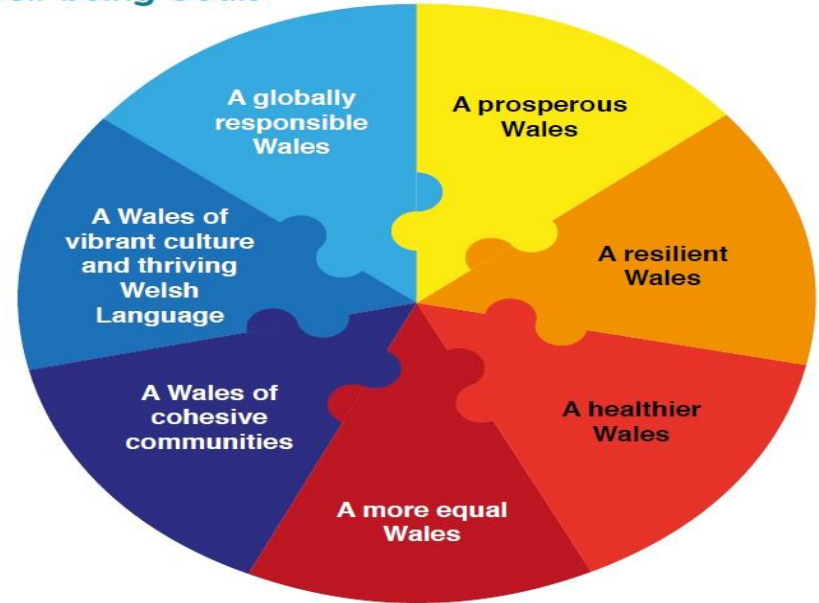 A globally
responsible
Wales
A prosperous
Wales
A resilient
Wales
A healthier
Wales
A more equal
Wales
A Wales of
cohesive
communities
A Wales of
vibrant culture
and thriving
Welsh
Language